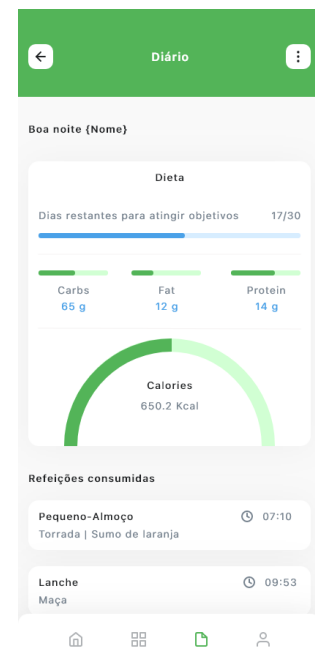 Diário
Boa noite {Nome}
Dieta
Dias restantes para atingir objetivos 17/30
Carbs Fat Protein
65 g 12 g 14 g
Calories
650.2 Kcal
Refeições consumidas
Pequeno-Almoço 07:10
Torrada | Sumo de laranja
Lanche 09:53
Maça